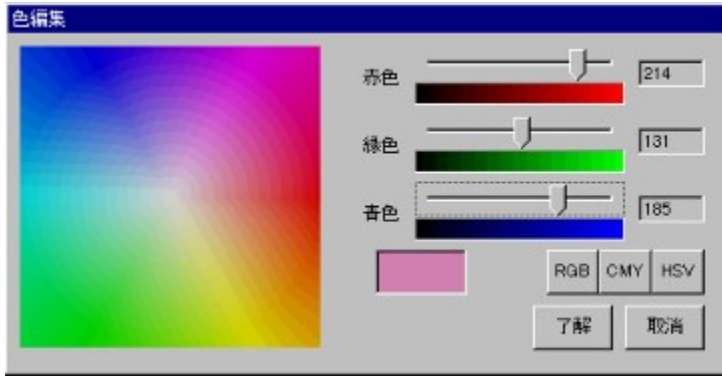 色編集
赤色 214
緑色 131
青色 185
RGB CMY HSV
了解 取消